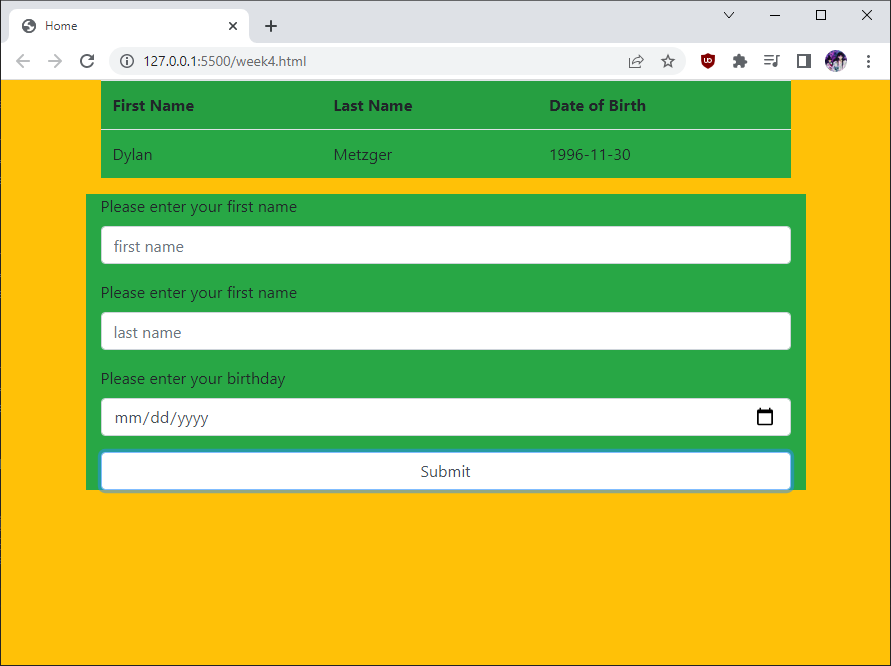 Home
127.0.0.1:5500/week4.html
First Name Last Name Date of Birth
Dylan Metzger 1996-11-30
Please enter your first name
first name
Please enter your first name
last name
Please enter your birthday
mm/dd/yyyy
Submit